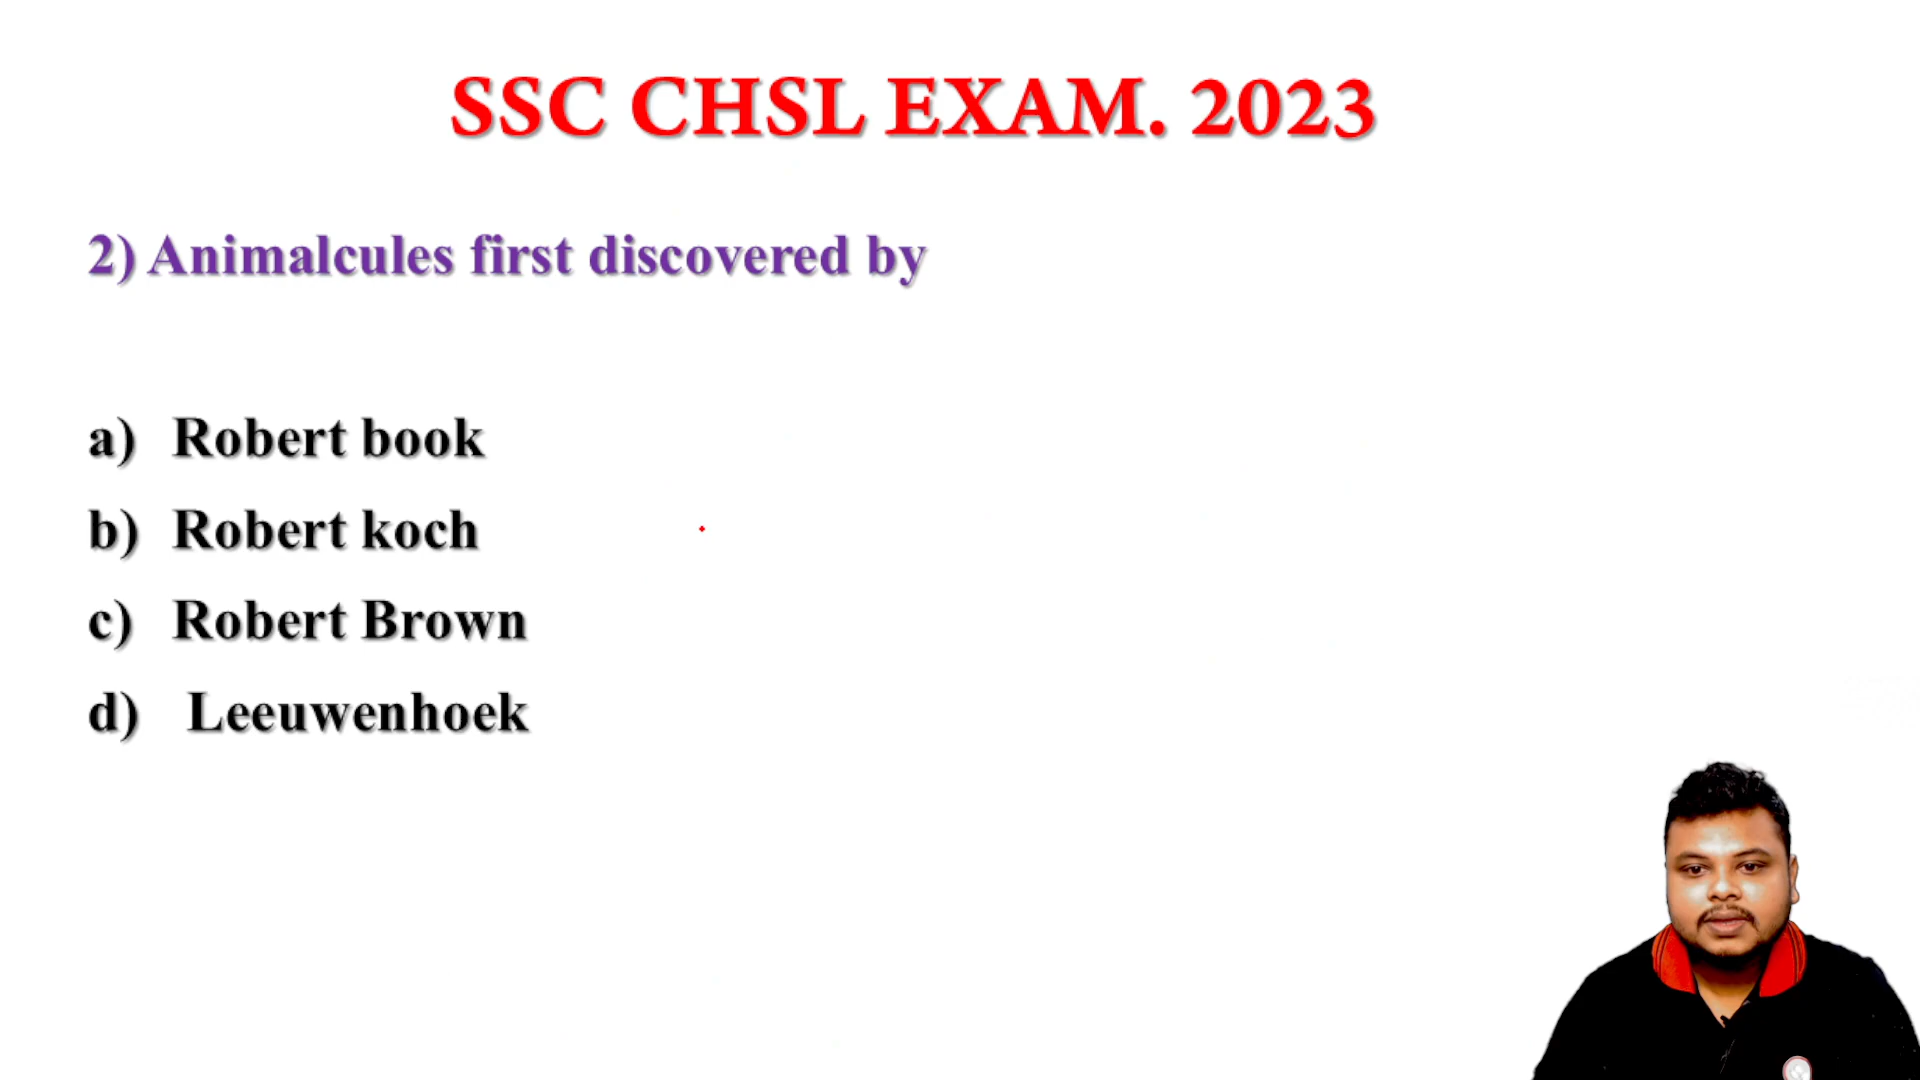 SSC CHSL EXAM. 2023
2) Animalcules first discovered by
a) Robert book
b) Robert koch
c) Robert Brown
d) Leeuwenhoek